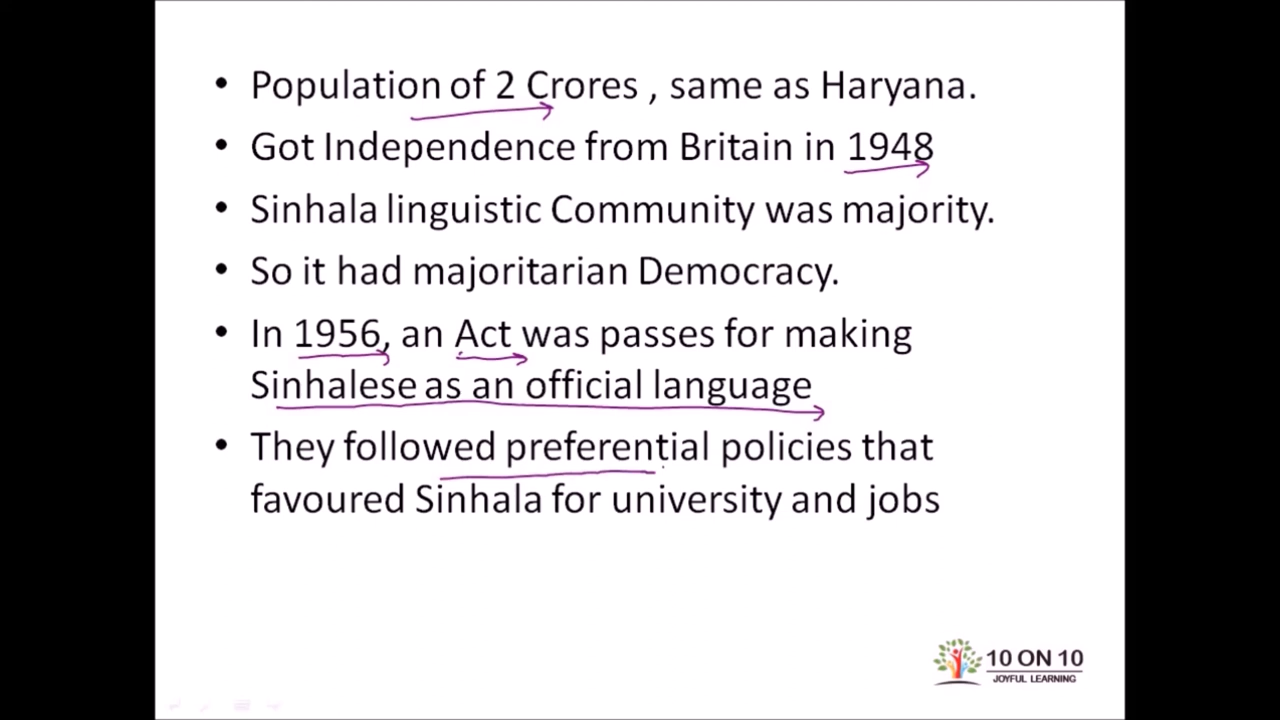 • Population of 2 Crores , same as Haryana.
• Got Independence from Britain in 1948
• Sinhala linguistic Community was majority.
• So it had majoritarian Democracy.
• In 1956, an Act was passes for making
Sinhalese as an official language
• They followed preferential policies that
favoured Sinhala for university and jobs
10 ON 10
JOYFUL LEARNING